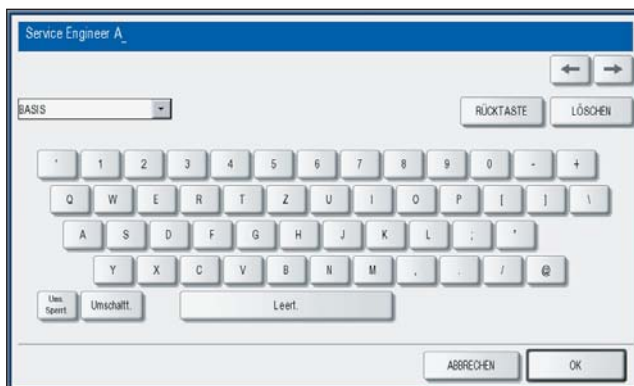 Service Engineer A_
← →
BASIS RÜCKTASTE LÖSCHEN
' 1 2 3 4 5 6 7 8 9 0 - +
Q W E R T Z U I O P [ ] \
A S D F G H J K L ; '
Y X C V B N M , . / @
Ums. Sperrt. Umschaltt. Leert.
ABBRECHEN OK